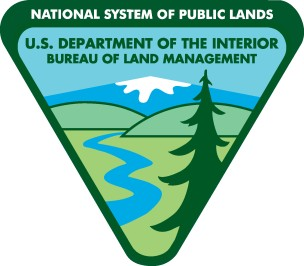 NATIONAL SYSTEM OF PUBLIC LANDS
U.S. DEPARTMENT OF THE INTERIOR
BUREAU OF LAND MANAGEMENT